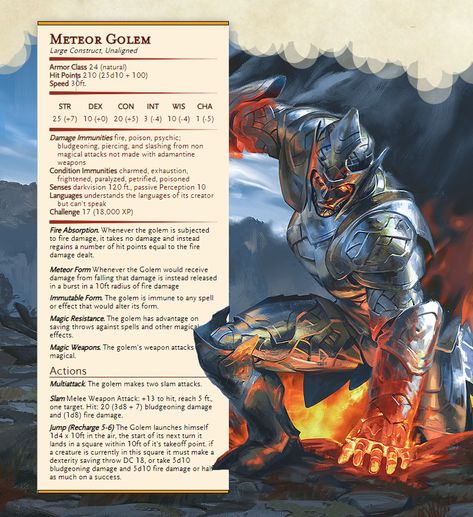 METEOR GOLEM
Large Construct, Unaligned
Armor Class 24 (natural)
Hit Points 210 (25d10 + 100)
Speed 30ft.
STR DEX CON INT WIS CHA
25 (+7) 10 (+0) 20 (+5) 3 (-4) 10 (-4) 1 (-5)
Damage Immunities fire, poison, psychic;
bludgeoning, piercing, and slashing from non
magical attacks not made with adamantine
weapons
Condition Immunities charmed, exhaustion,
frightened, paralyzed, petrified, poisoned
Senses darkvision 120 ft., passive Perception 10
Languages understands the languages of its creator
but can't speak
Challenge 17 (18,000 XP)
Fire Absorption. Whenever the golem is subjected
to fire damage, it takes no damage and instead
regains a number of hit points equal to the fire
damage dealt.
Meteor Form Whenever the Golem would receive
damage from falling that damage is instead released
in a burst in a 10ft radius of fire damage
Immutable Form. The golem is immune to any spell
or effect that would alter its form.
Magic Resistance. The golem has advantage on
saving throws against spells and other magical
effects.
Magic Weapons. The golem's weapon attacks
magical.
Actions
Multiattack. The golem makes two slam attacks.
Slam Melee Weapon Attack: +13 to hit, reach 5 ft.,
one target. Hit: 20 (3d8 + 7) bludgeoning damage
and (1d8) fire damage.
Jump (Recharge 5-6) The Golem launches himself
1d4 x 10ft in the air, the start of its next turn it
lands in a square within 10ft of it's takeoff point. if
a creature is currently in this square it must make a
dexterity saving throw DC 18, or take 5d10
bludgeoning damage and 5d10 fire damage or half
as much on a success.